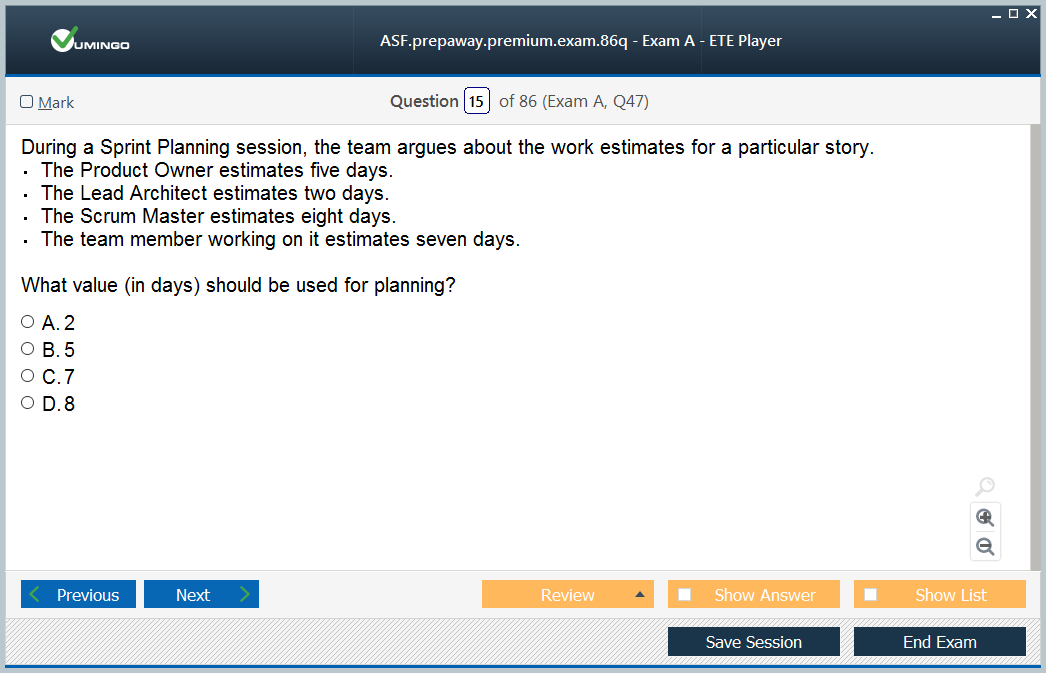 VUMINGO
ASF.prepaway.premium.exam.86q - Exam A - ETE Player
Mark
Question 15 of 86 (Exam A, Q47)
During a Sprint Planning session, the team argues about the work estimates for a particular story.
· The Product Owner estimates five days.
· The Lead Architect estimates two days.
· The Scrum Master estimates eight days.
· The team member working on it estimates seven days.
What value (in days) should be used for planning?
A. 2
B. 5
C. 7
D. 8
Previous
Next
Review
Show Answer
Show List
Save Session
End Exam